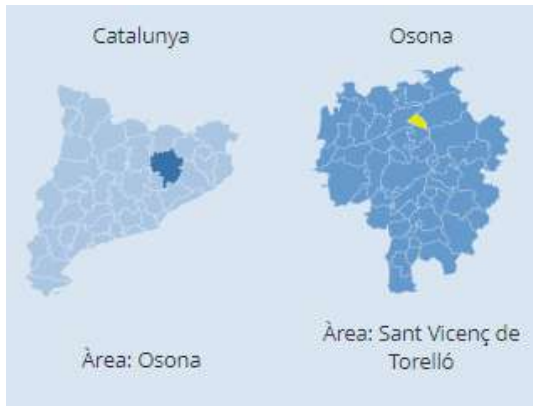 Catalunya
Osona
Àrea: Osona
Àrea: Sant Vicenç de
Torelló